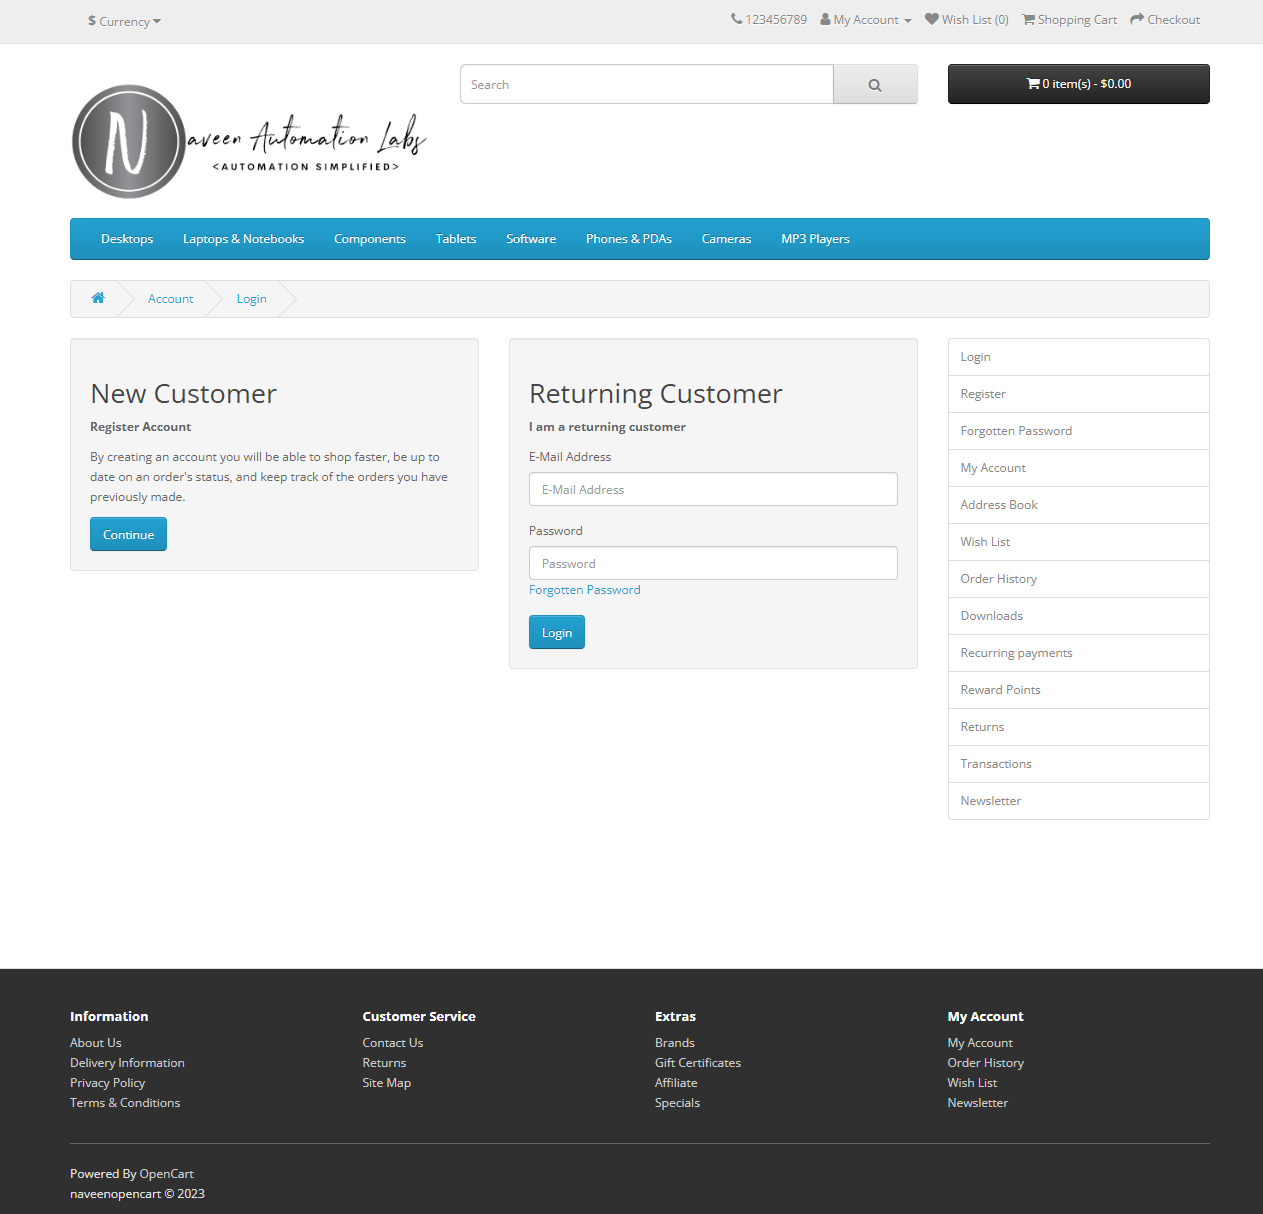 $ Currency
123456789 My Account Wish List (0) Shopping Cart Checkout
Search
0 item(s) - $0.00
N
aveen Automation Labs
<AUTOMATION SIMPLIFIED>
Desktops Laptops & Notebooks Components Tablets Software Phones & PDAs Cameras MP3 Players
Account Login
New Customer
Register Account
By creating an account you will be able to shop faster, be up to
date on an order's status, and keep track of the orders you have
previously made.
Continue
Returning Customer
I am a returning customer
E-Mail Address
E-Mail Address
Password
Password
Forgotten Password
Login
Login
Register
Forgotten Password
My Account
Address Book
Wish List
Order History
Downloads
Recurring payments
Reward Points
Returns
Transactions
Newsletter
Information
About Us
Delivery Information
Privacy Policy
Terms & Conditions
Customer Service
Contact Us
Returns
Site Map
Extras
Brands
Gift Certificates
Affiliate
Specials
My Account
My Account
Order History
Wish List
Newsletter
Powered By OpenCart
naveenopencart © 2023